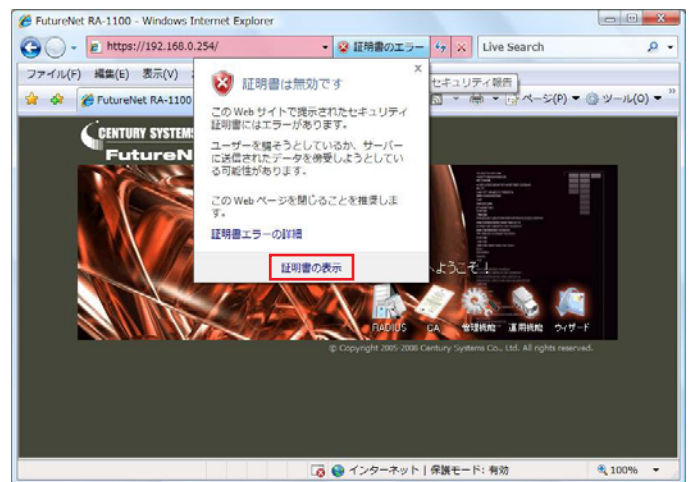 FutureNet RA-1100 - Windows Internet Explorer
https://192.168.0.254/
証明書のエラー
Live Search
ファイル(F) 編集(E) 表示(V)
セキュリティ報告
FutureNet RA-1100
ページ(P)
ツール(O)
証明書は無効です
この Web サイトで提示されたセキュリティ
証明書にはエラーがあります。
ユーザーを騙そうとしているか、サーバー
に送信されたデータを傍受しようとしてい
る可能性があります。
この Web ページを閉じることを推奨しま
す。
証明書エラーの詳細
証明書の表示
CENTURY SYSTEMS
FutureN
へようこそ!
RADIUS
CA
管理機能
運用機能
ウィザード
© Copyright 2005-2008 Century Systems Co., Ltd. All rights reserved.
インターネット | 保護モード: 有効
100%